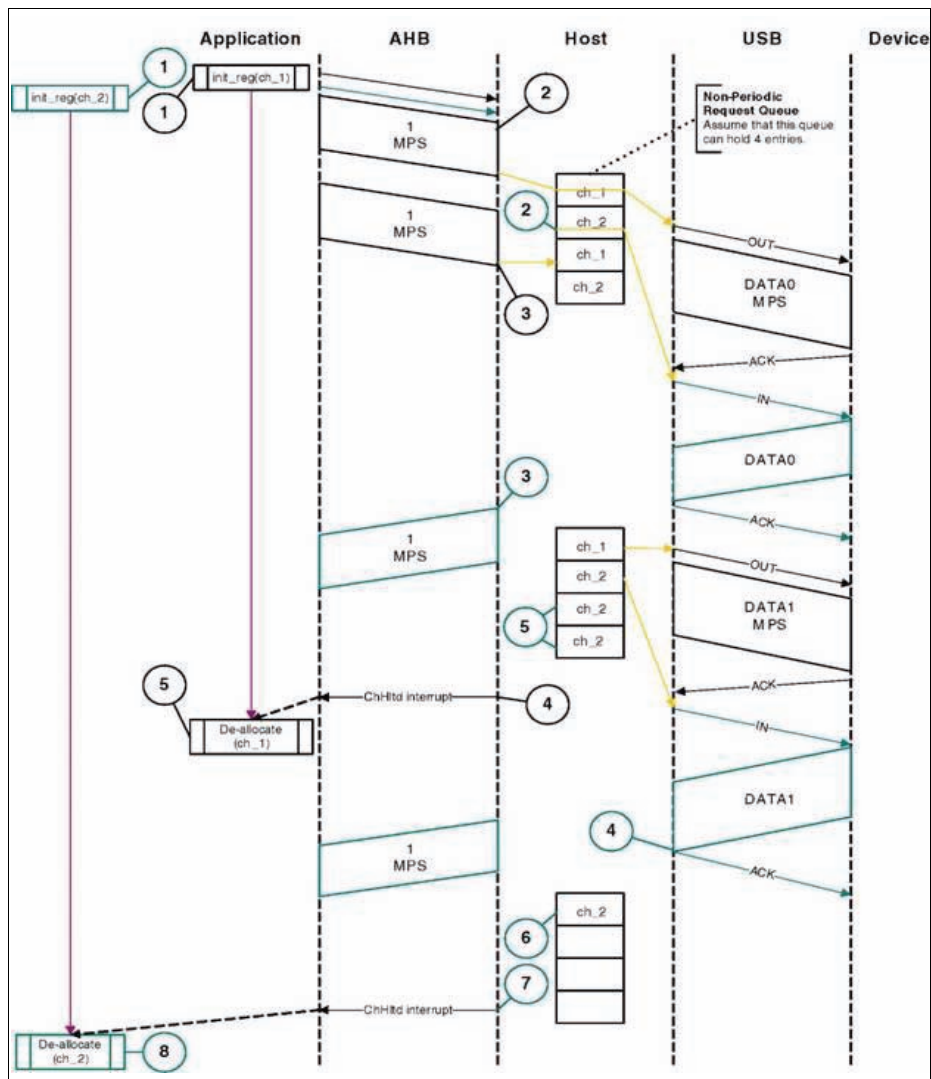 Application AHB Host USB Device
1
init_reg(ch_1)
init_reg(ch_2)
1
2
Non-Periodic
Request Queue
Assume that this queue
can hold 4 entries.
1
MPS
ch_1
2
ch_2
1
MPS
OUT
ch_1
DATA0
MPS
ch_2
3
ACK
IN
DATA0
3
ACK
1
MPS
ch_1
OUT
ch_2
DATA1
MPS
ch_2
5
ch_2
ACK
5
ChHltd interrupt
4
De-allocate
(ch_1)
IN
DATA1
4
1
MPS
ACK
ch_2
6
7
ChHltd interrupt
De-allocate
(ch_2)
8